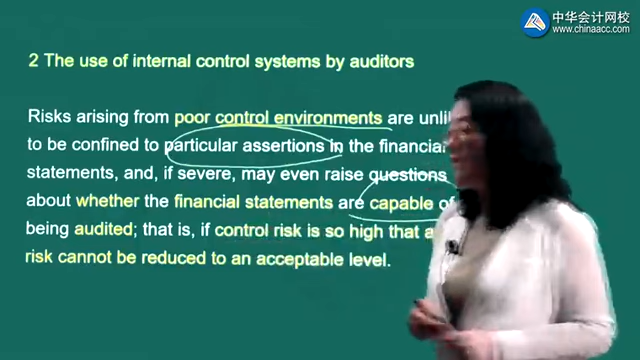 中华会计网校
www.chinaacc.com
2 The use of internal control systems by auditors
Risks arising from poor control environments are
to be confined to particular assertions in the financial
statements, and, if severe, may even raise questions
about whether the financial statements are capable of
being audited; that is, if control risk is so high that
risk cannot be reduced to an acceptable level.